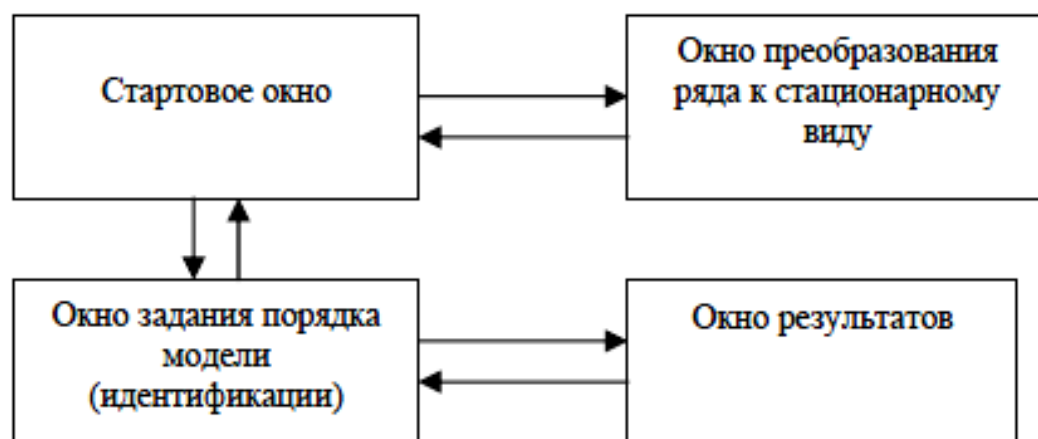 Стартовое окно
Окно преобразования
ряда к стационарному
виду
Окно задания порядка
модели
(идентификации)
Окно результатов